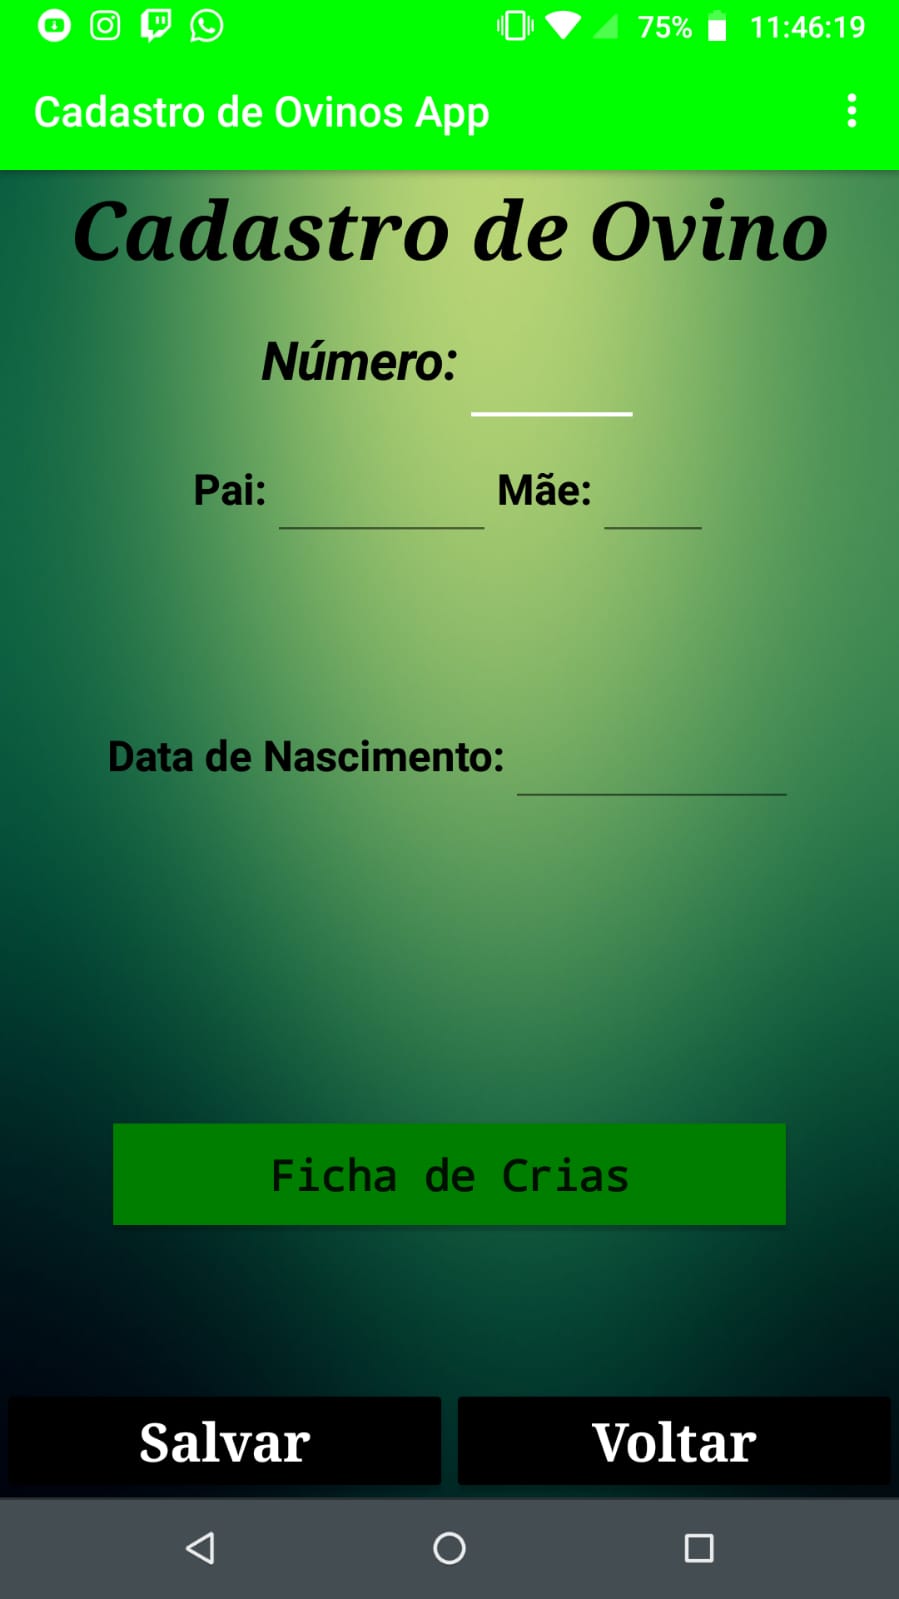 75% 11:46:19
Cadastro de Ovinos App
Cadastro de Ovino
Número:
Pai: Mãe:
Data de Nascimento:
Ficha de Crias
Salvar Voltar